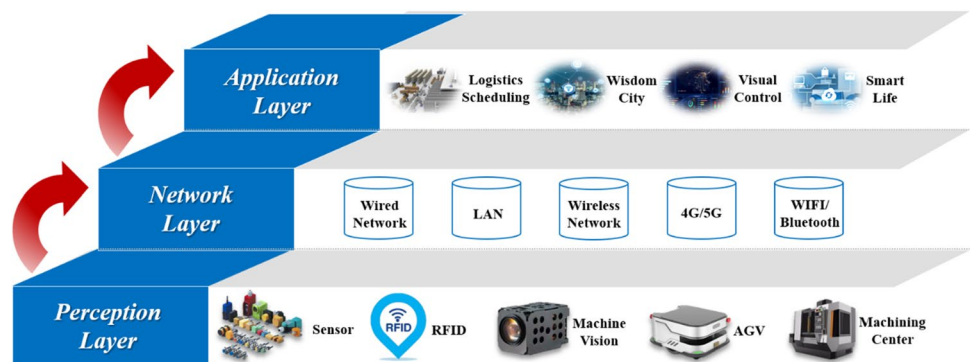 Application
Layer
Logistics
Scheduling
Wisdom
City
Visual
Control
Smart
Life
Network
Layer
Wired
Network
LAN
Wireless
Network
4G/5G
WIFI/
Bluetooth
Perception
Layer
Sensor
RFID
RFID
Machine
Vision
AGV
Machining
Center